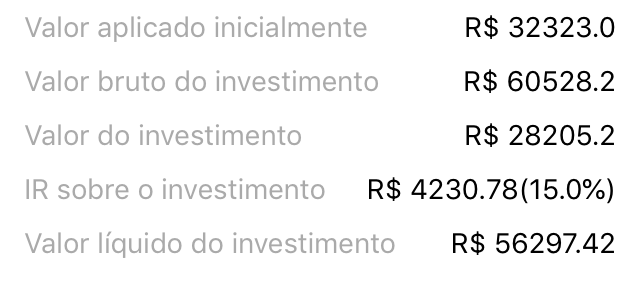 Valor aplicado inicialmente R$ 32323.0
Valor bruto do investimento R$ 60528.2
Valor do investimento R$ 28205.2
IR sobre o investimento R$ 4230.78(15.0%)
Valor líquido do investimento R$ 56297.42